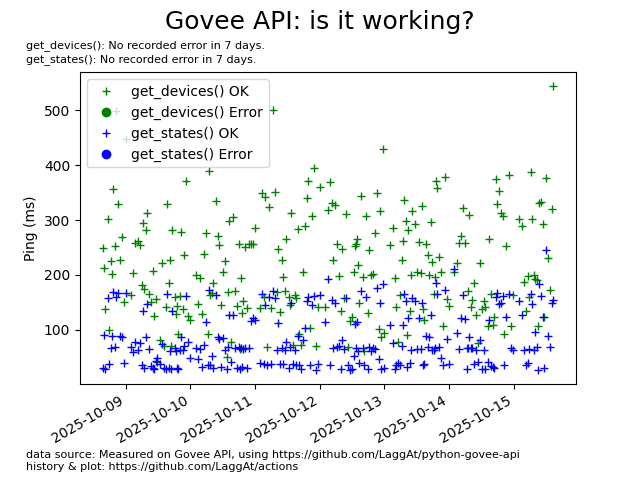 Govee API: is it working?
get_devices(): No recorded error in 7 days.
get_states(): No recorded error in 7 days.
get_devices() OK
get_devices() Error
get_states() OK
get_states() Error
Ping (ms)
500
400
300
200
100
2025-10-09
2025-10-10
2025-10-11
2025-10-12
2025-10-13
2025-10-14
2025-10-15
data source: Measured on Govee API, using https://github.com/LaggAt/python-govee-api
history & plot: https://github.com/LaggAt/actions